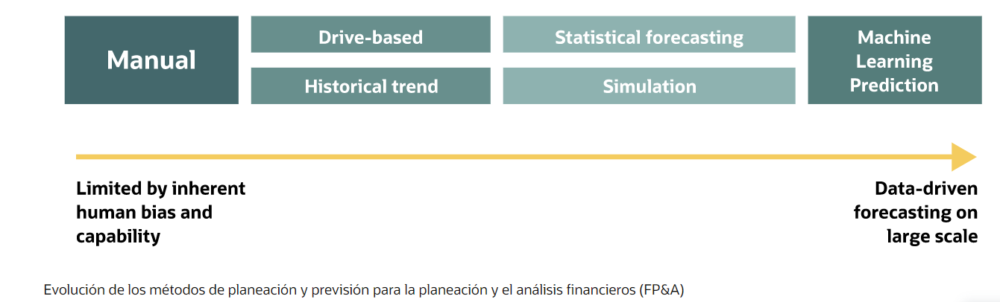 Manual
Drive-based
Historical trend
Statistical forecasting
Simulation
Machine
Learning
Prediction
Limited by inherent
human bias and
capability
Data-driven
forecasting on
large scale
Evolución de los métodos de planeación y previsión para la planeación y el análisis financieros (FP&A)